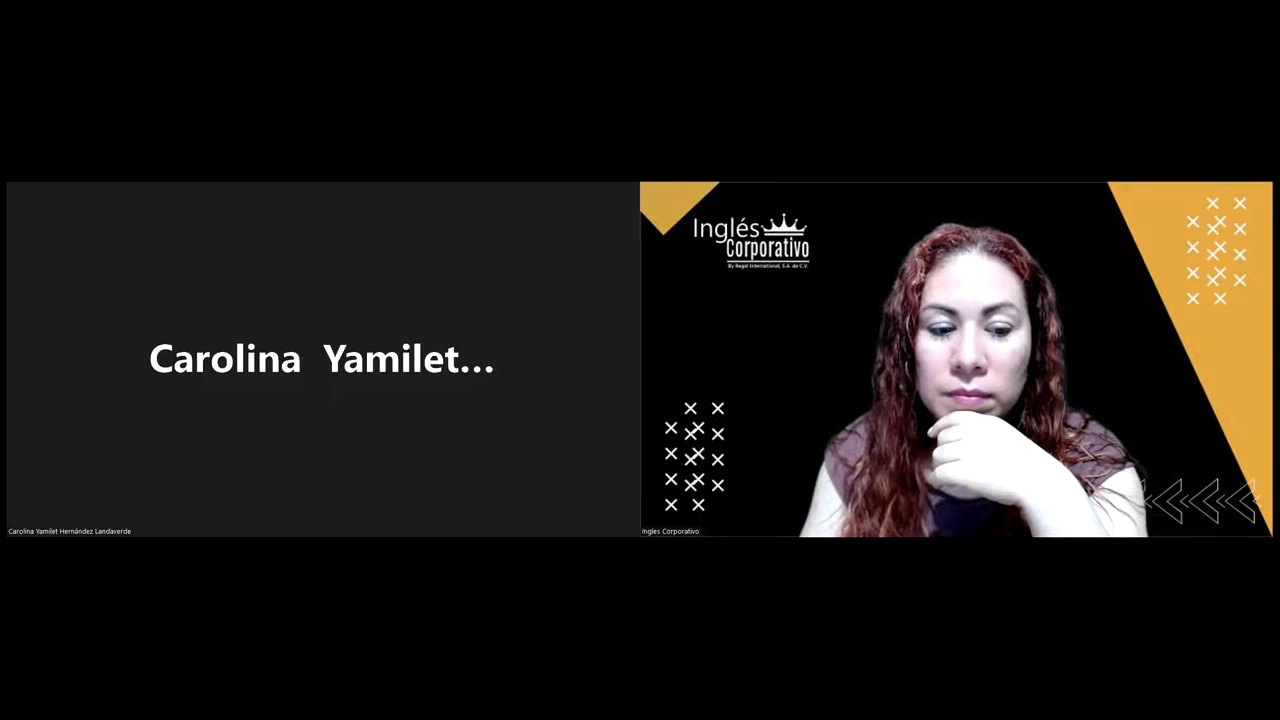 Carolina Yamilet...
Carolina Yamilet Hernández Landaverde
Inglés
Corporativo
By Regal International, S.A. de C.V.
Ingles Corporativo